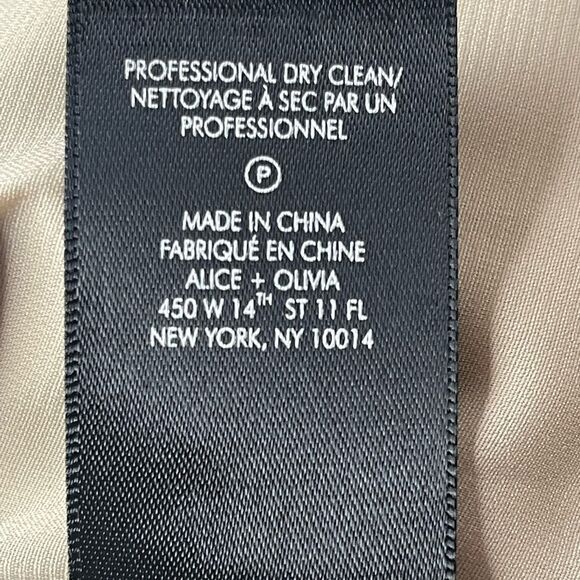 PROFESSIONAL DRY CLEAN/
NETTOYAGE À SEC PAR UN
PROFESSIONNEL
P
MADE IN CHINA
FABRIQUÉ EN CHINE
ALICE + OLIVIA
450 W 14TH ST 11 FL
NEW YORK, NY 10014